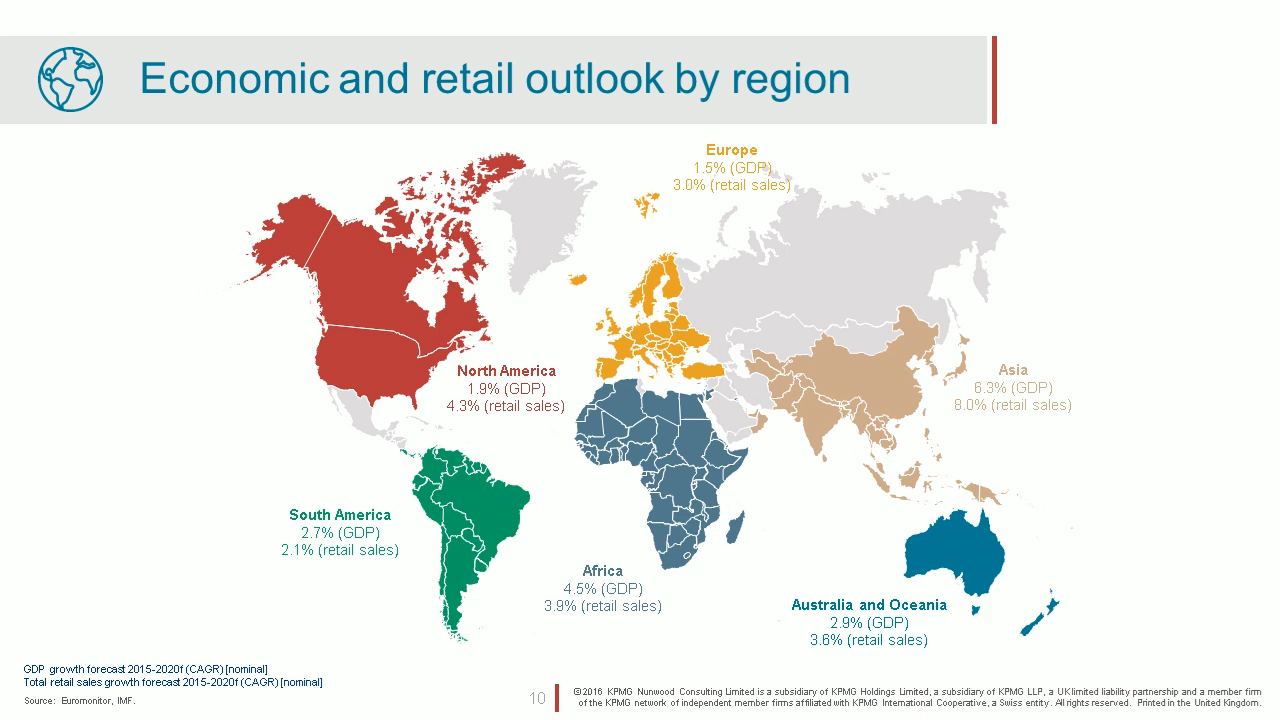 Economic and retail outlook by region
Europe
1.5% (GDP)
3.0% (retail sales)
North America
1.9% (GDP)
4.3% (retail sales)
Asia
6.3% (GDP)
8.0% (retail sales)
South America
2.7% (GDP)
2.1% (retail sales)
Africa
4.5% (GDP)
3.9% (retail sales)
Australia and Oceania
2.9% (GDP)
3.6% (retail sales)
GDP growth forecast 2015-2020f (CAGR) [nominal]
Total retail sales growth forecast 2015-2020f (CAGR) [nominal]
Source: Euromonitor, IMF.
10
©2016 KPMG Nunwood Consulting Limited is a subsidiary of KPMG Holdings Limited, a subsidiary of KPMG LLP, a UK limited liability partnership and a member firm
of the KPMG network of independent member firms affiliated with KPMG International Cooperative, a Swiss entity. All rights reserved. Printed in the United Kingdom.